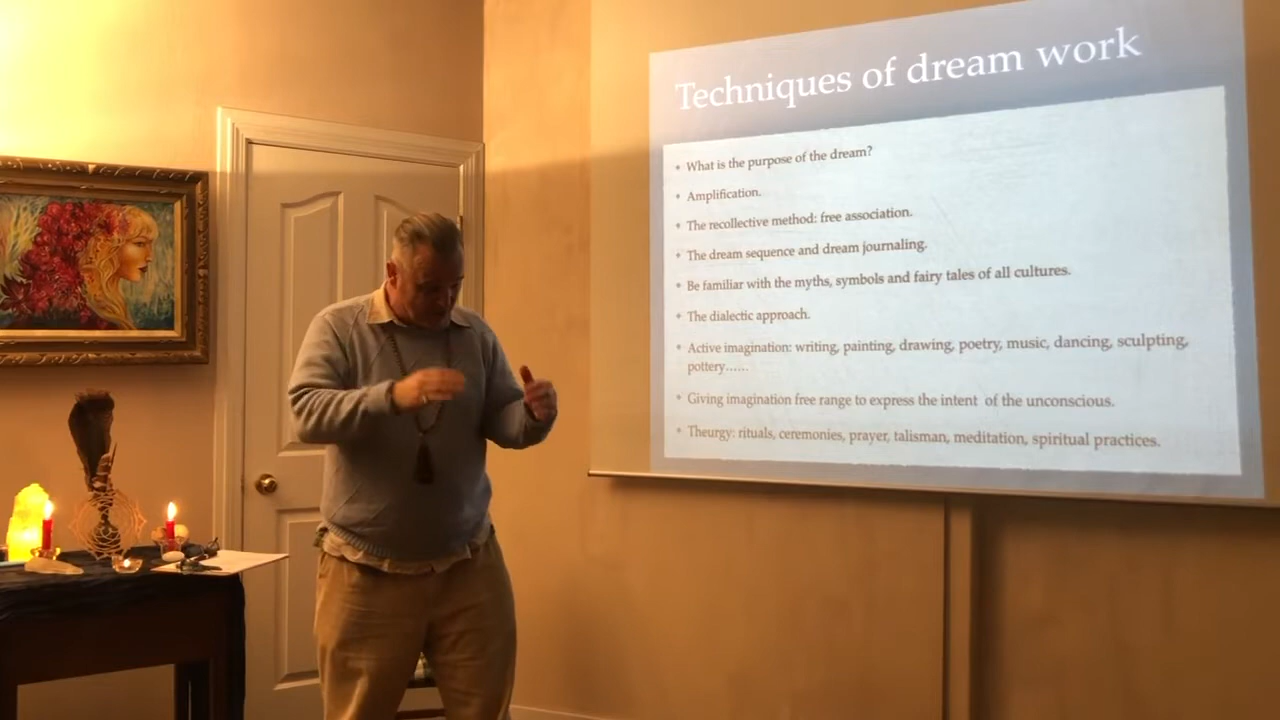 Techniques of dream work
What is the purpose of the dream?
Amplification.
The recollective method: free association.
The dream sequence and dream journaling.
Be familiar with the myths, symbols and fairy tales of all cultures.
The dialectic approach.
Active imagination: writing, painting, drawing, poetry, music, dancing, sculpting,
pottery……
Giving imagination free range to express the intent of the unconscious.
Theurgy: rituals, ceremonies, prayer, talisman, meditation, spiritual practices.